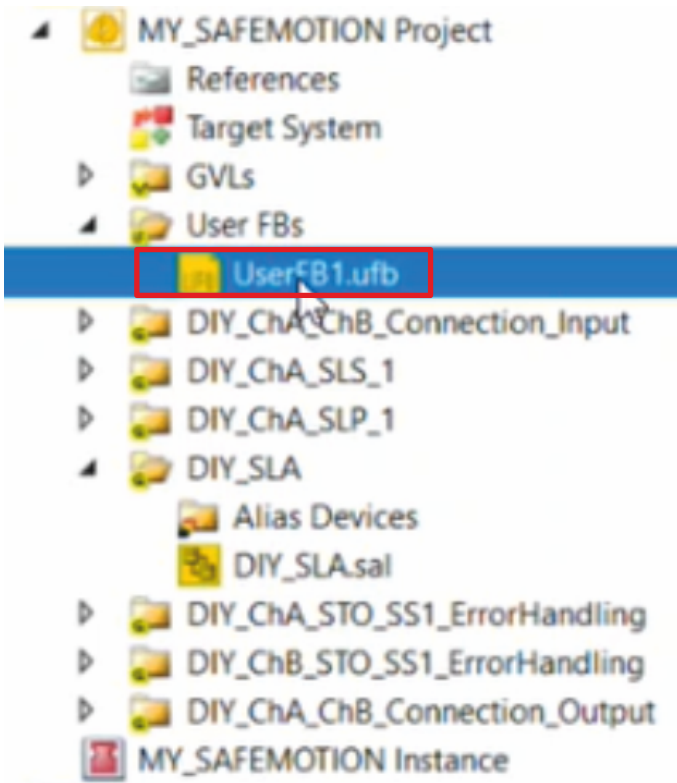 MY_SAFEMOTION Project
References
Target System
GVLs
User FBs
UserFB1.ufb
DIY_ChA_ChB_Connection_Input
DIY_ChA_SLS_1
DIY_ChA_SLP_1
DIY_SLA
Alias Devices
DIY_SLA.sal
DIY_ChA_STO_SS1_ErrorHandling
DIY_ChB_STO_SS1_ErrorHandling
DIY_ChA_ChB_Connection_Output
MY_SAFEMOTION Instance